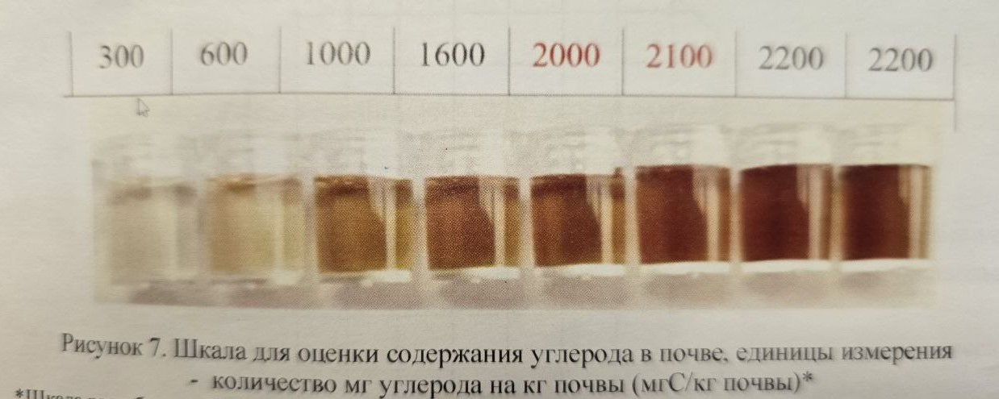 300 600 1000 1600 2000 2100 2200 2200
Рисунок 7. Шкала для оценки содержания углерода в почве, единицы измерения
- количество мг углерода на кг почвы (мгС/кг почвы)*